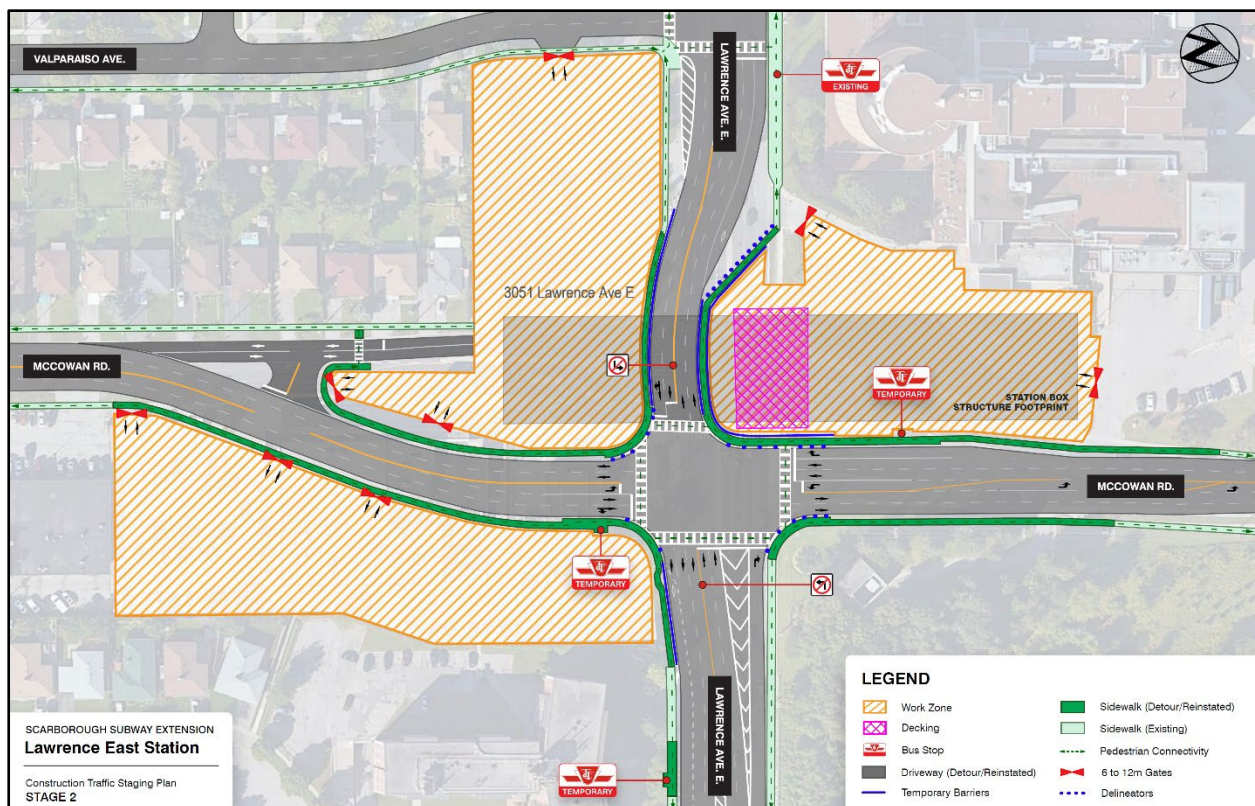 VALPARAISO AVE.
LAWRENCE AVE. E.
EXISTING
N
3051 Lawrence Ave E
MCCOWAN RD.
TEMPORARY
STATION BOX
STRUCTURE FOOTPRINT
MCCOWAN RD.
TEMPORARY
TEMPORARY
LAWRENCE AVE. E.
SCARBOROUGH SUBWAY EXTENSION
Lawrence East Station
Construction Traffic Staging Plan
STAGE 2
LEGEND
Work Zone
Decking
Bus Stop
Driveway (Detour/Reinstated)
Temporary Barriers
Sidewalk (Detour/Reinstated)
Sidewalk (Existing)
Pedestrian Connectivity
6 to 12m Gates
Delineators